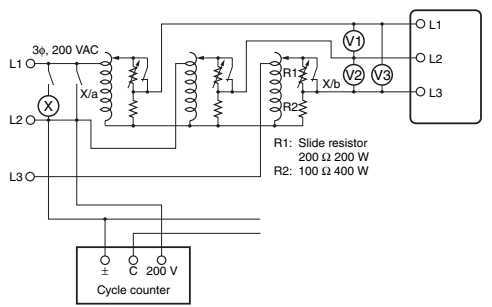 3ϕ, 200 VAC
L1
X/a
X
L2
L3
R1
R2
X/b
V1
V2
V3
L1
L2
L3
R1: Slide resistor
200 Ω 200 W
R2: 100 Ω 400 W
± C 200 V
Cycle counter